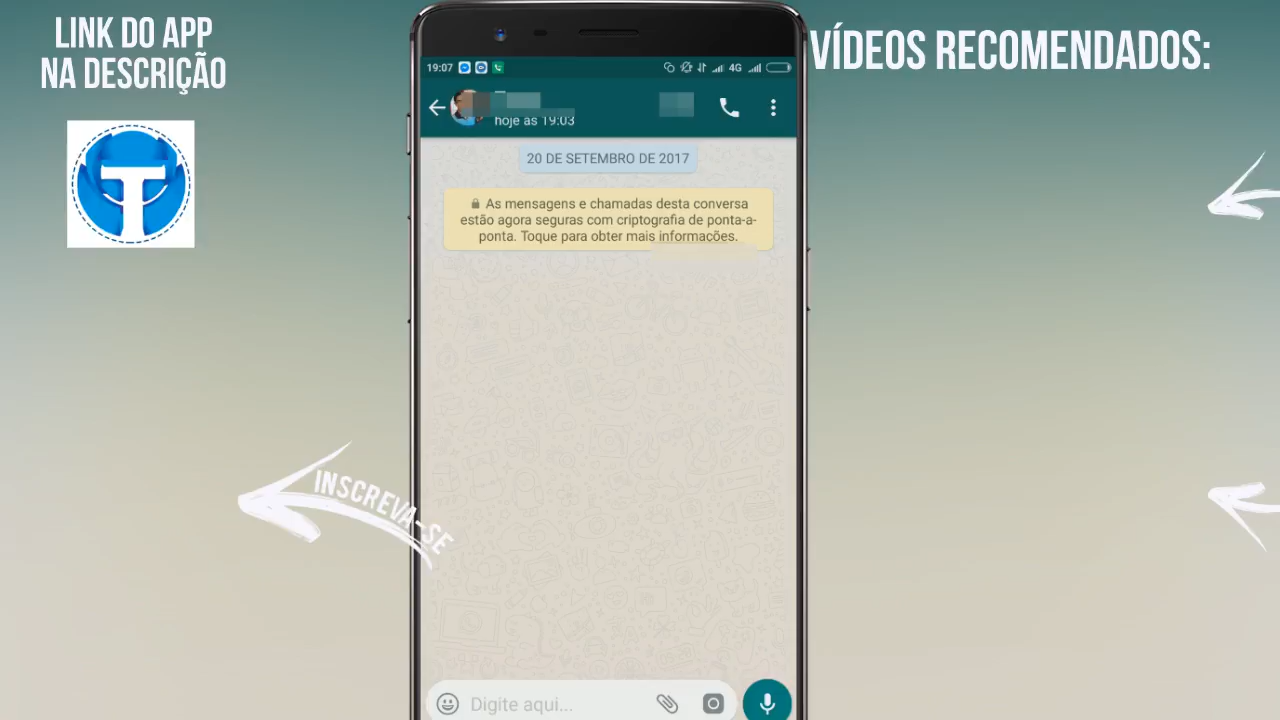 LINK DO APP
NA DESCRIÇÃO
T
VÍDEOS RECOMENDADOS:
19:07
4G
hoje às 19:03
20 DE SETEMBRO DE 2017
As mensagens e chamadas desta conversa
estão agora seguras com criptografia de ponta-a-
ponta. Toque para obter mais informações.
INSCREVA-SE
Digite aqui...